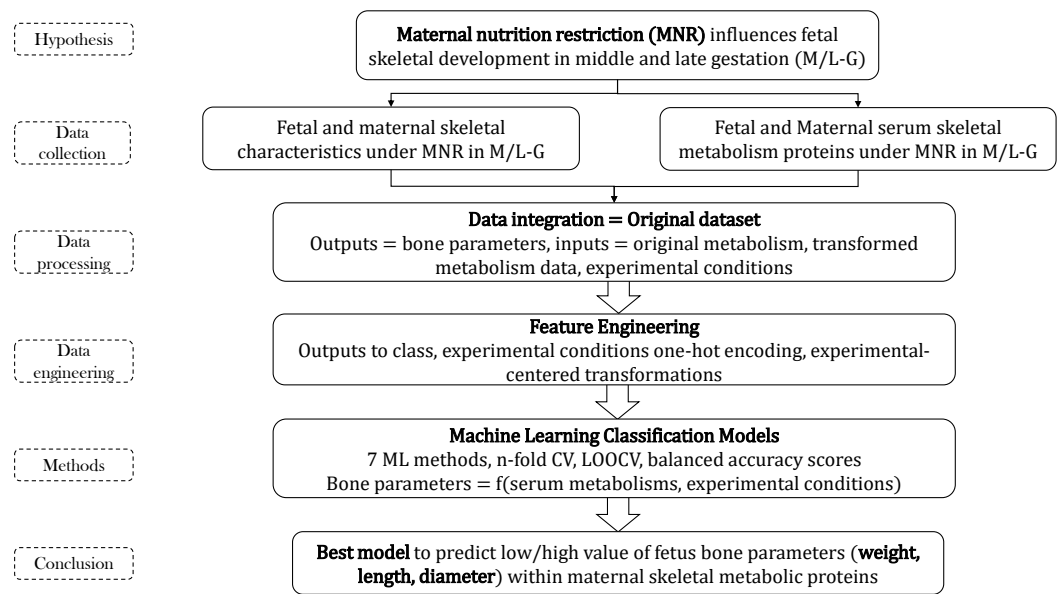 Hypothesis
Maternal nutrition restriction (MNR) influences fetal
skeletal development in middle and late gestation (M/L-G)
Data
collection
Fetal and maternal skeletal
characteristics under MNR in M/L-G
Fetal and Maternal serum skeletal
metabolism proteins under MNR in M/L-G
Data
processing
Data integration = Original dataset
Outputs = bone parameters, inputs = original metabolism, transformed
metabolism data, experimental conditions
Data
engineering
Feature Engineering
Outputs to class, experimental conditions one-hot encoding, experimental-
centered transformations
Methods
Machine Learning Classification Models
7 ML methods, n-fold CV, LOOCV, balanced accuracy scores
Bone parameters = f(serum metabolisms, experimental conditions)
Conclusion
Best model to predict low/high value of fetus bone parameters (weight,
length, diameter) within maternal skeletal metabolic proteins